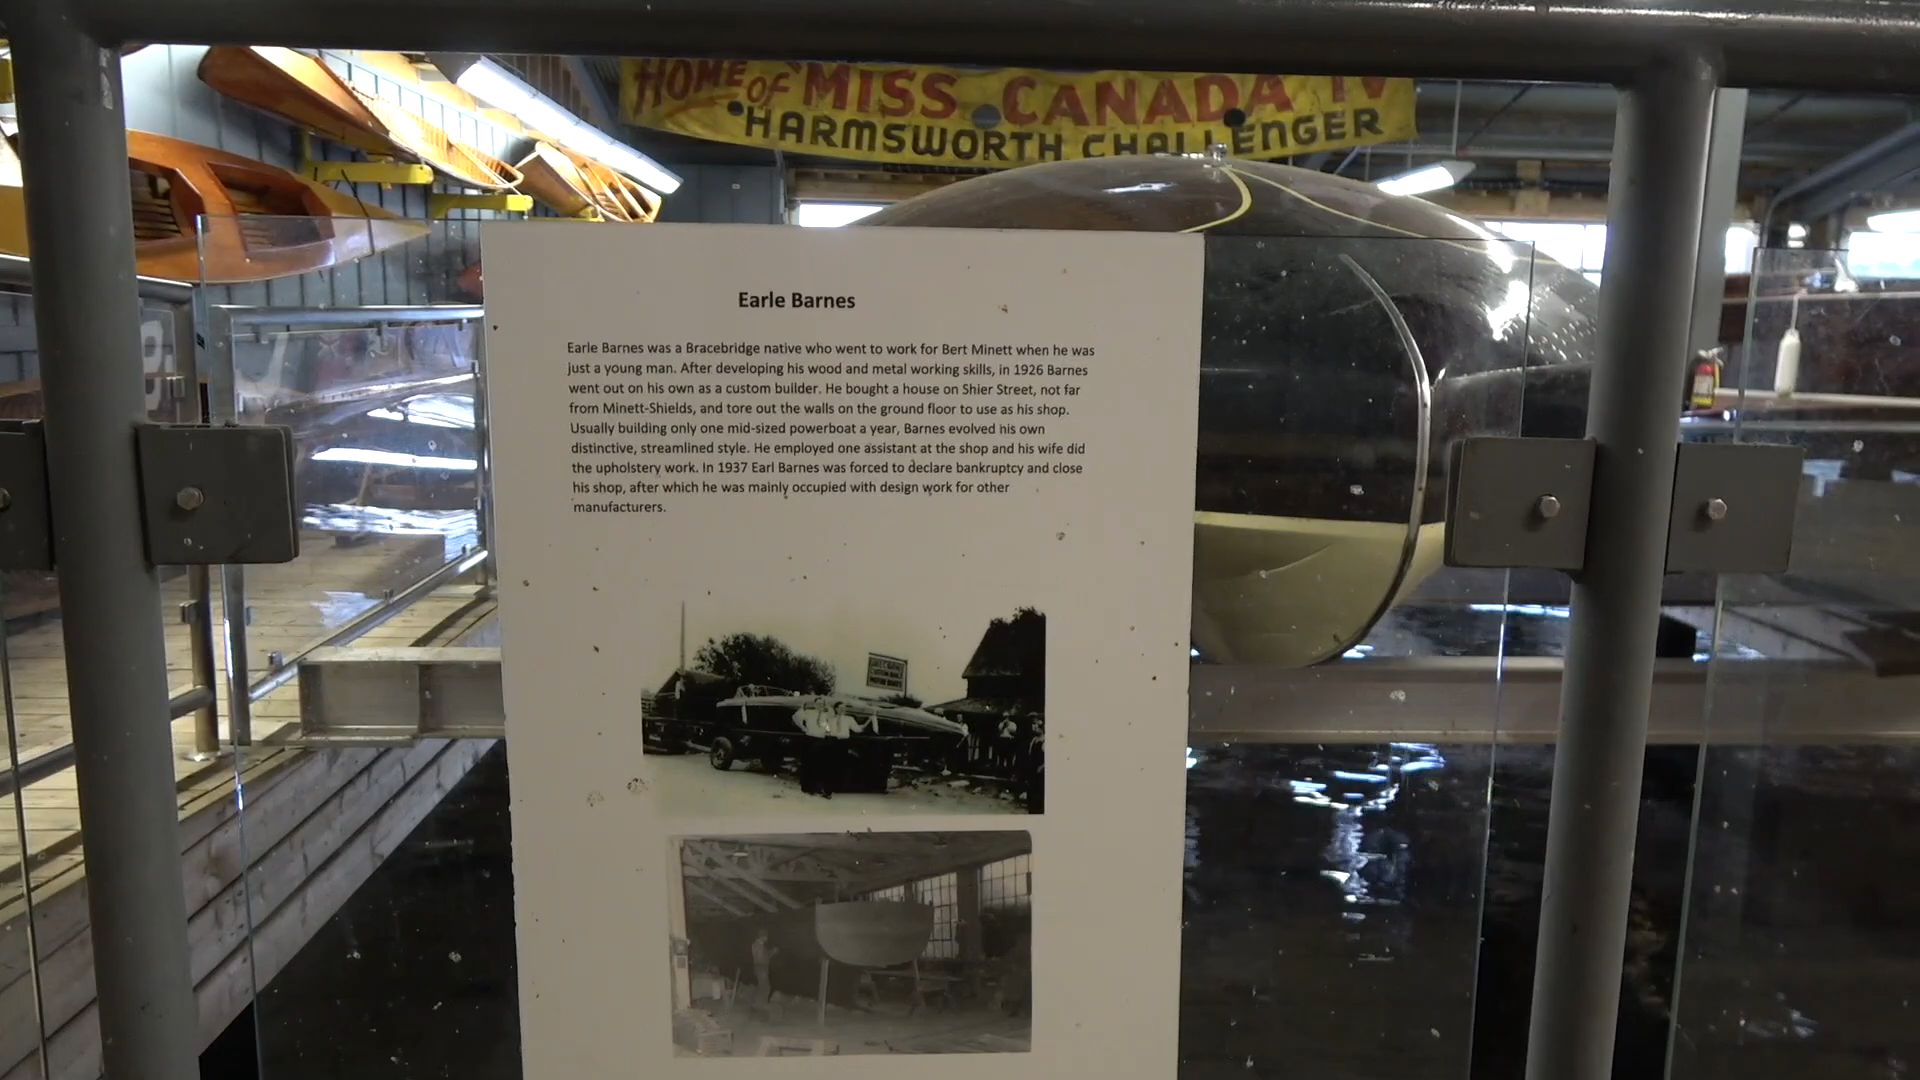 HOME OF "MISS CANADA IV
HARMSWORTH CHALLENGER
Earle Barnes
Earle Barnes was a Bracebridge native who went to work for Bert Minett when he was
just a young man. After developing his wood and metal working skills, in 1926 Barnes
went out on his own as a custom builder. He bought a house on Shier Street, not far
from Minett-Shields, and tore out the walls on the ground floor to use as his shop.
Usually building only one mid-sized powerboat a year, Barnes evolved his own
distinctive, streamlined style. He employed one assistant at the shop and his wife did
the upholstery work. In 1937 Earl Barnes was forced to declare bankruptcy and close
his shop, after which he was mainly occupied with design work for other
manufacturers.